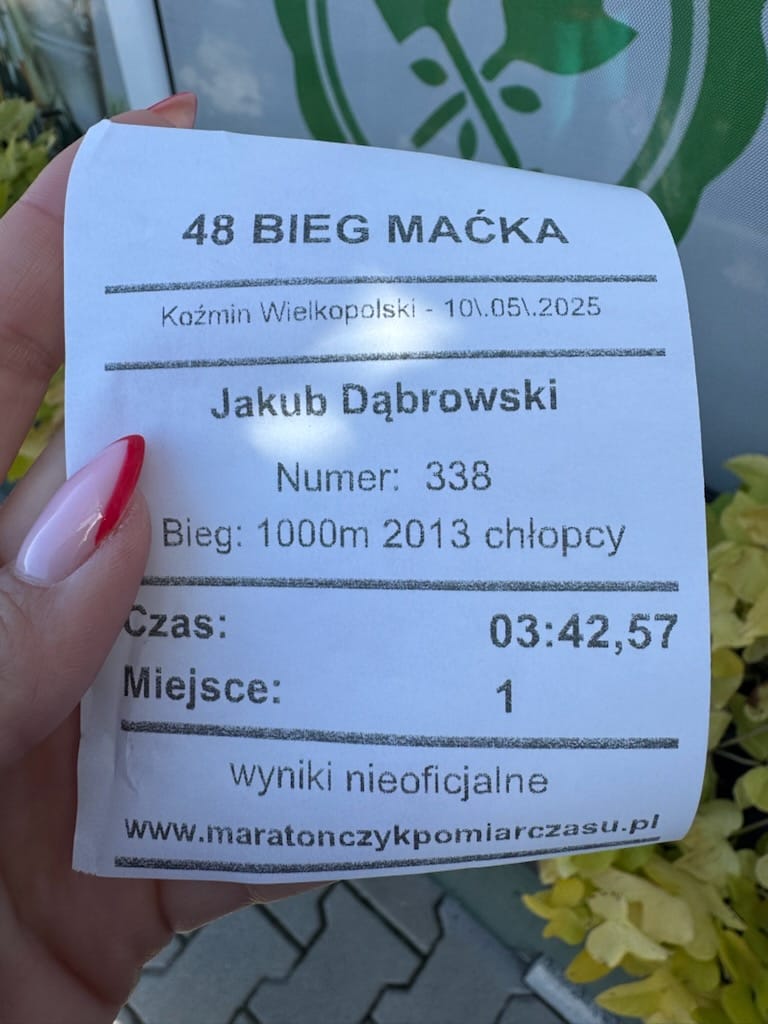 48 BIEG MAĆKA
Koźmin Wielkopolski - 10\.05\.2025
Jakub Dąbrowski
Numer: 338
Bieg: 1000m 2013 chłopcy
Czas: 03:42,57
Miejsce: 1
wyniki nieoficjalne
www.maratonczykpomiarczasu.pl